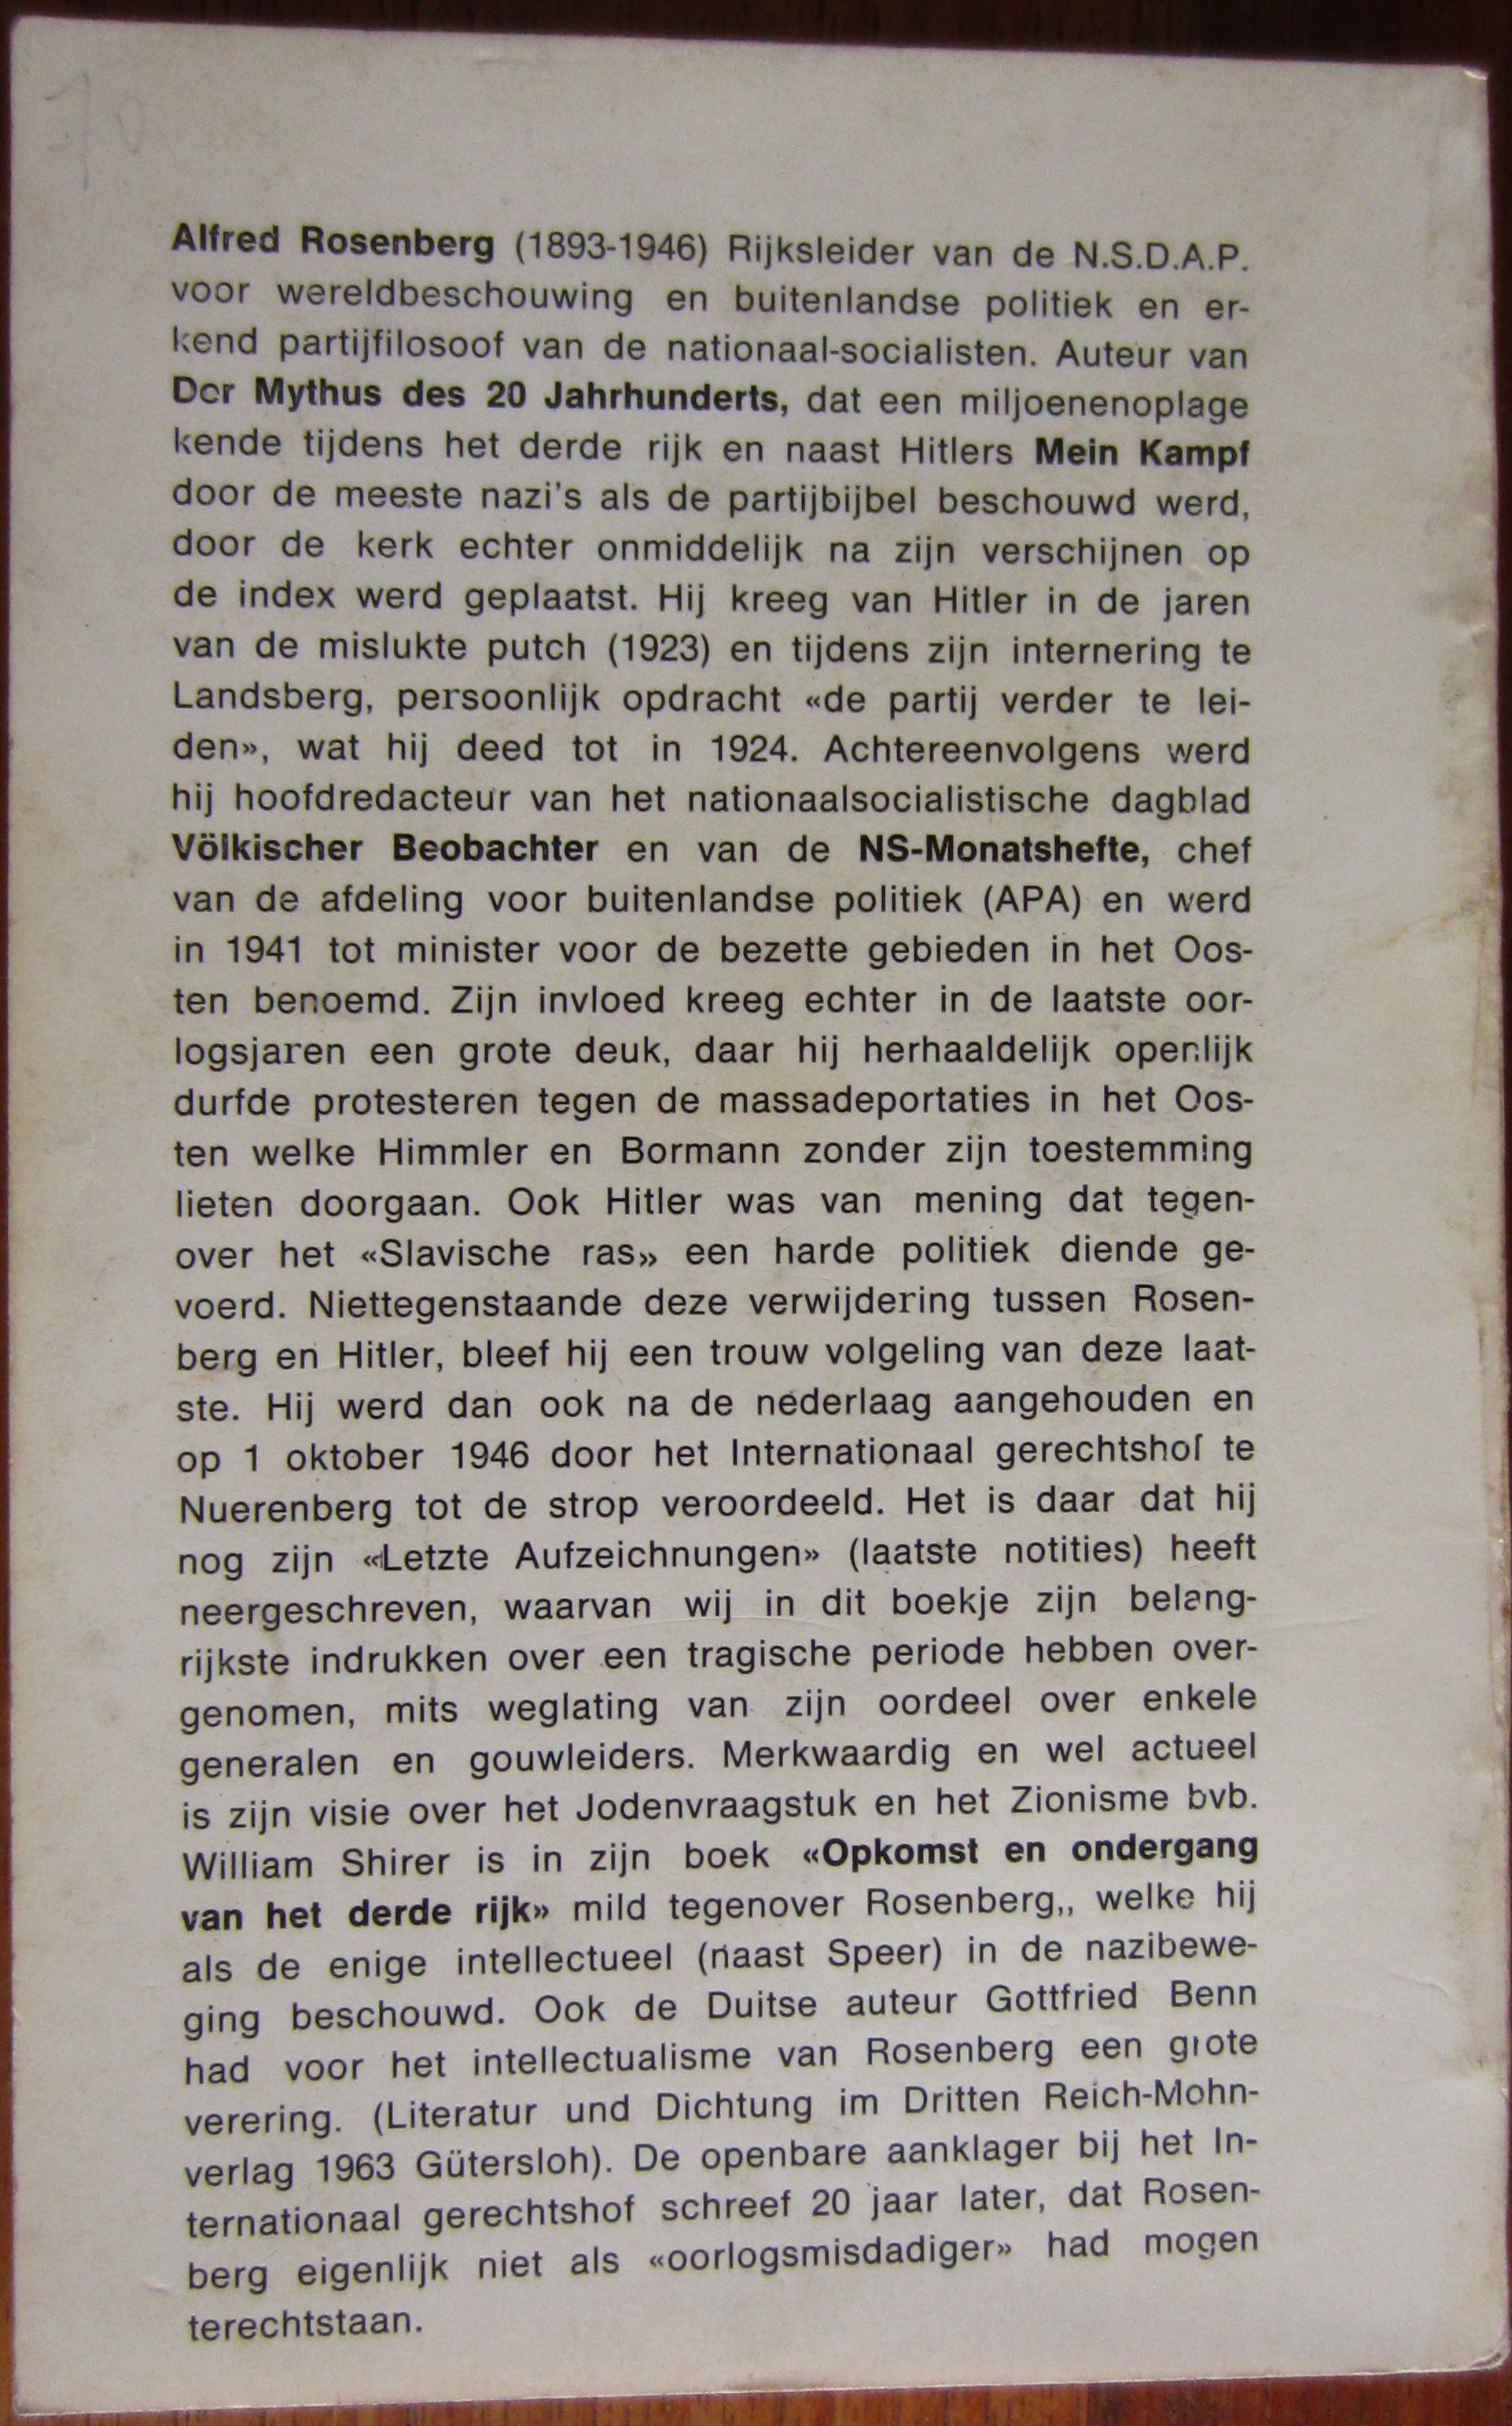 70
Alfred Rosenberg (1893-1946) Rijksleider van de N.S.D.A.P.
voor wereldbeschouwing en buitenlandse politiek en er-
kend partijfilosoof van de nationaal-socialisten. Auteur van
Der Mythus des 20 Jahrhunderts, dat een miljoenenoplage
kende tijdens het derde rijk en naast Hitlers Mein Kampf
door de meeste nazi's als de partijbijbel beschouwd werd,
door de kerk echter onmiddelijk na zijn verschijnen op
de index werd geplaatst. Hij kreeg van Hitler in de jaren
van de mislukte putch (1923) en tijdens zijn internering te
Landsberg, persoonlijk opdracht «de partij verder te lei-
den», wat hij deed tot in 1924. Achtereenvolgens werd
hij hoofdredacteur van het nationaalsocialistische dagblad
Völkischer Beobachter en van de NS-Monatshefte, chef
van de afdeling voor buitenlandse politiek (APA) en werd
in 1941 tot minister voor de bezette gebieden in het Oos-
ten benoemd. Zijn invloed kreeg echter in de laatste oor-
logsjaren een grote deuk, daar hij herhaaldelijk openlijk
durfde protesteren tegen de massadeportaties in het Oos-
ten welke Himmler en Bormann zonder zijn toestemming
lieten doorgaan. Ook Hitler was van mening dat tegen-
over het «Slavische ras» een harde politiek diende ge-
voerd. Niettegenstaande deze verwijdering tussen Rosen-
berg en Hitler, bleef hij een trouw volgeling van deze laat-
ste. Hij werd dan ook na de nederlaag aangehouden en
op 1 oktober 1946 door het Internationaal gerechtshof te
Nuerenberg tot de strop veroordeeld. Het is daar dat hij
nog zijn «Letzte Aufzeichnungen» (laatste notities) heeft
neergeschreven, waarvan wij in dit boekje zijn belang-
rijkste indrukken over een tragische periode hebben over-
genomen, mits weglating van zijn oordeel over enkele
generalen en gouwleiders. Merkwaardig en wel actueel
is zijn visie over het Jodenvraagstuk en het Zionisme bvb.
William Shirer is in zijn boek «Opkomst en ondergang
van het derde rijk» mild tegenover Rosenberg,, welke hij
als de enige intellectueel (naast Speer) in de nazibewe-
ging beschouwd. Ook de Duitse auteur Gottfried Benn
had voor het intellectualisme van Rosenberg een grote
verering. (Literatur und Dichtung im Dritten Reich-Mohn-
verlag 1963 Gütersloh). De openbare aanklager bij het In-
ternationaal gerechtshof schreef 20 jaar later, dat Rosen-
berg eigenlijk niet als «oorlogsmisdadiger» had mogen
terechtstaan.